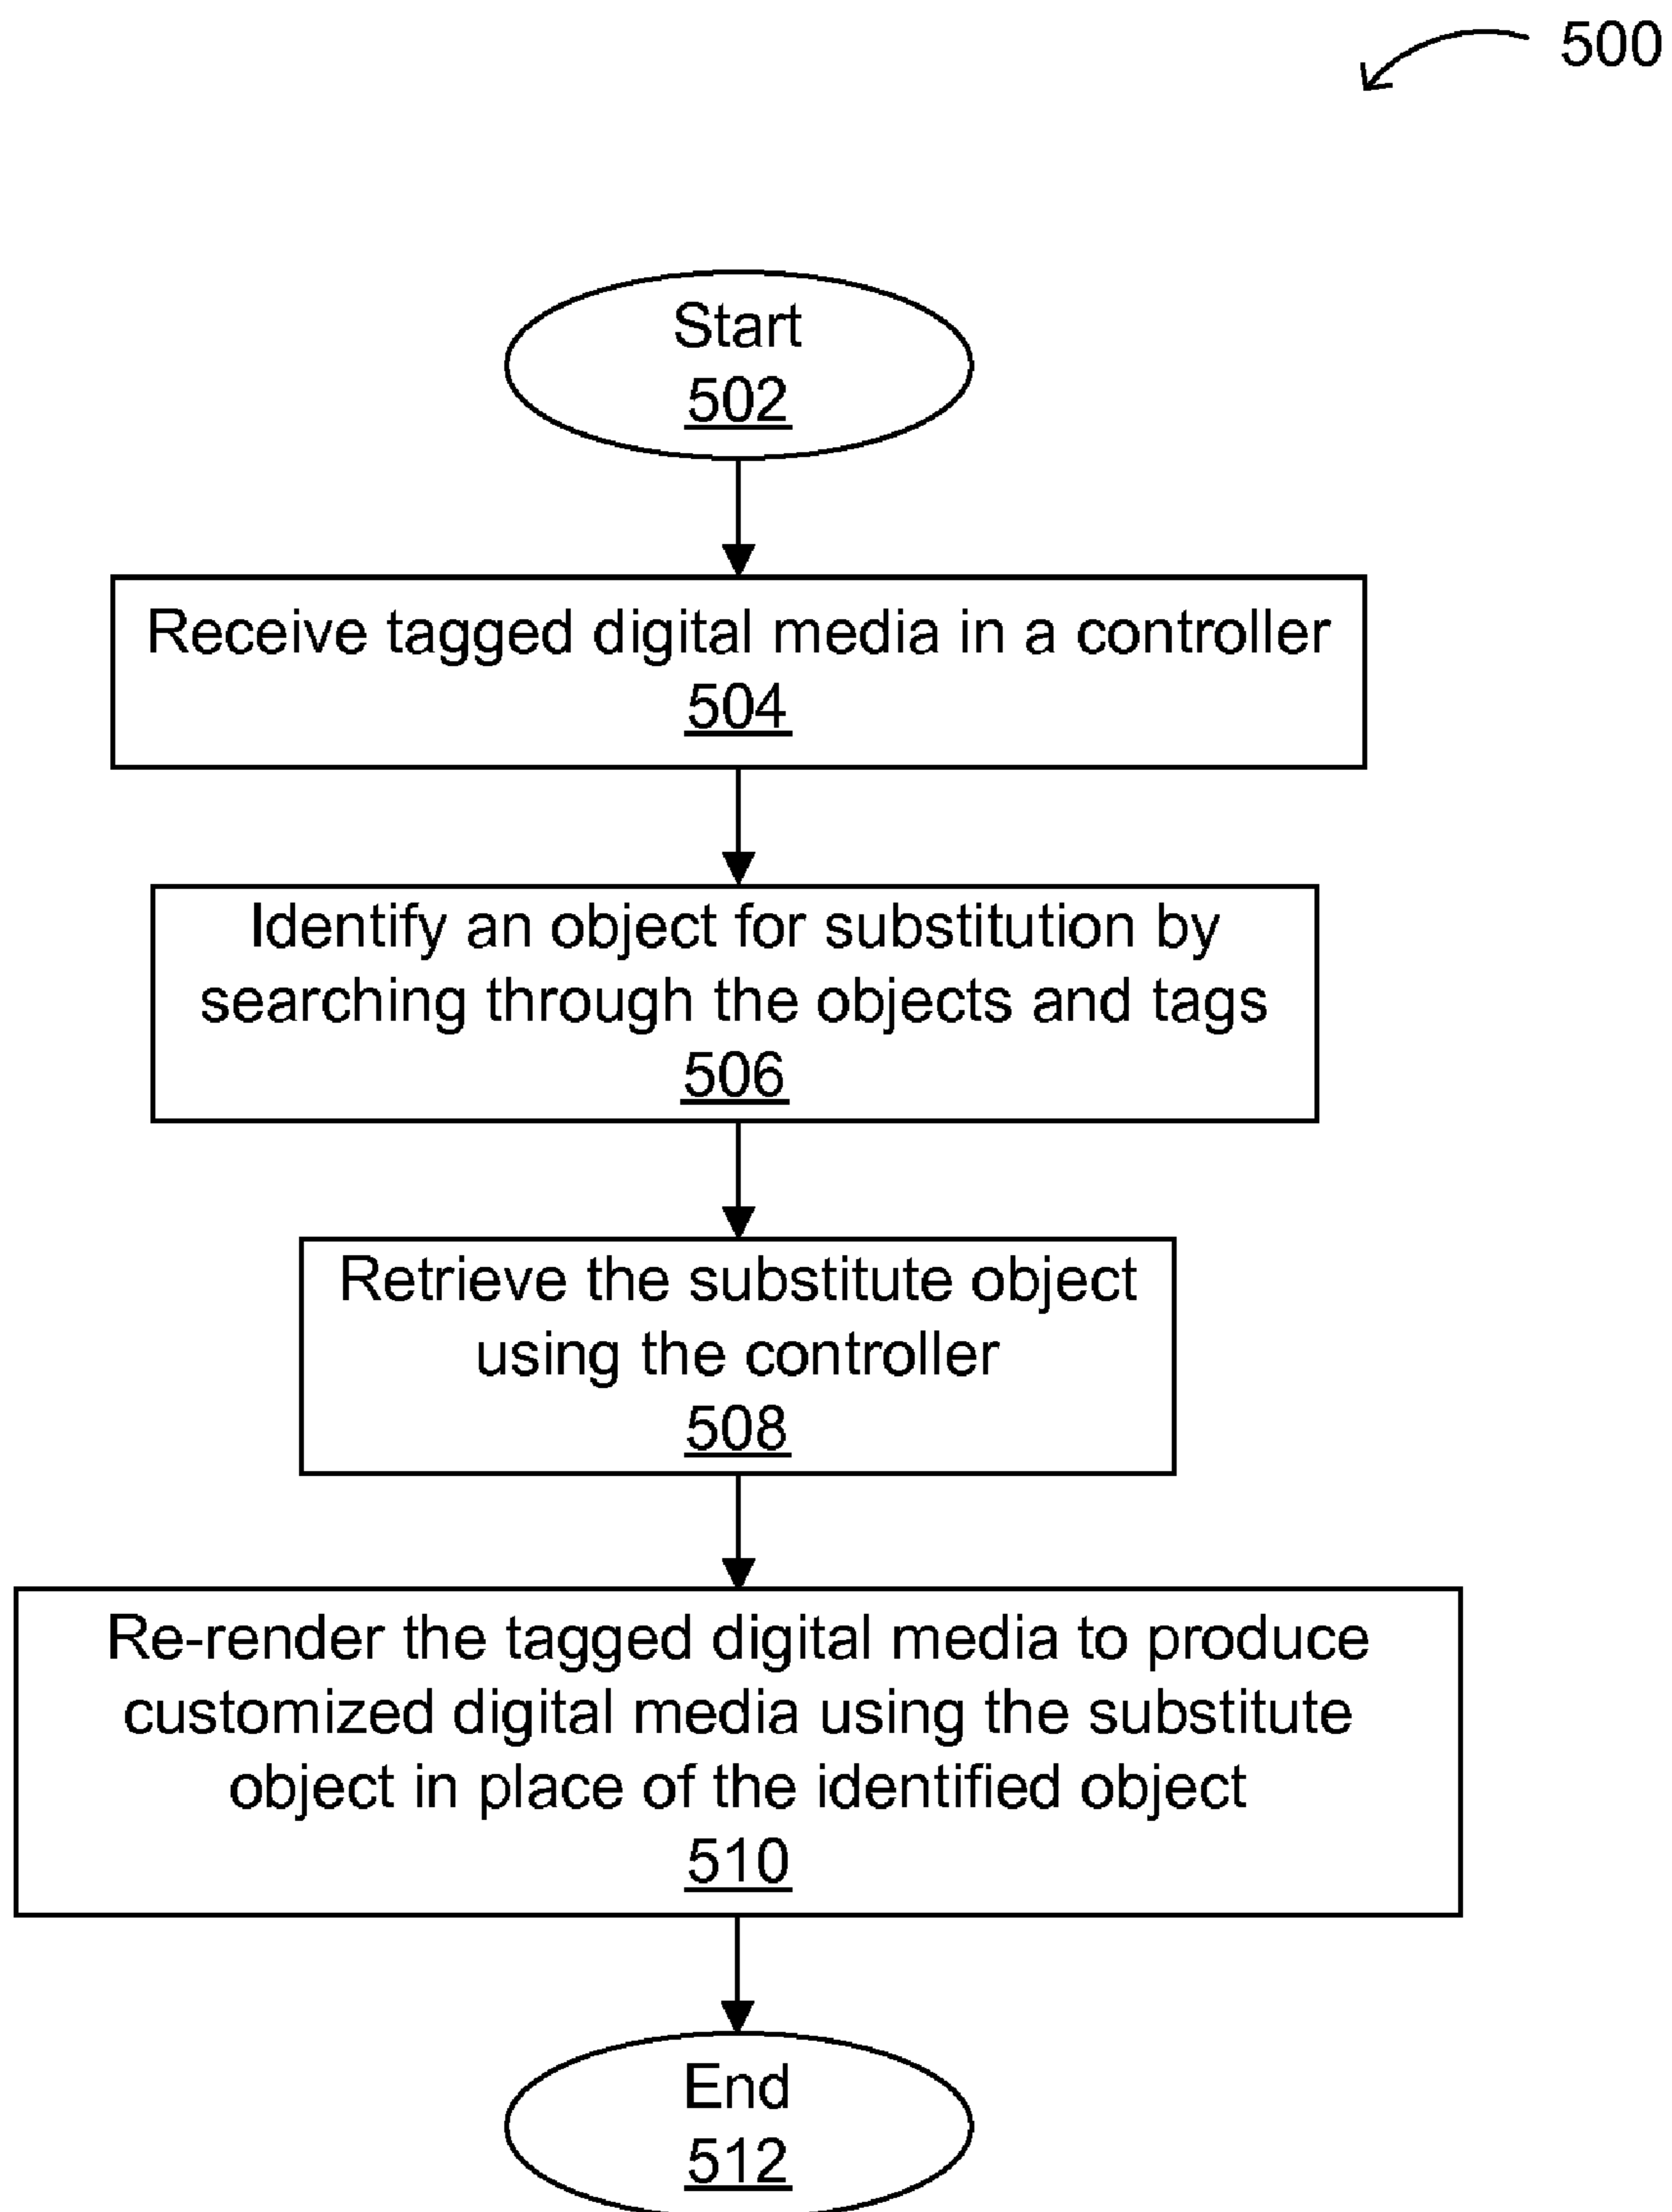 500
Start
502
Receive tagged digital media in a controller
504
Identify an object for substitution by
searching through the objects and tags
506
Retrieve the substitute object
using the controller
508
Re-render the tagged digital media to produce
customized digital media using the substitute
object in place of the identified object
510
End
512